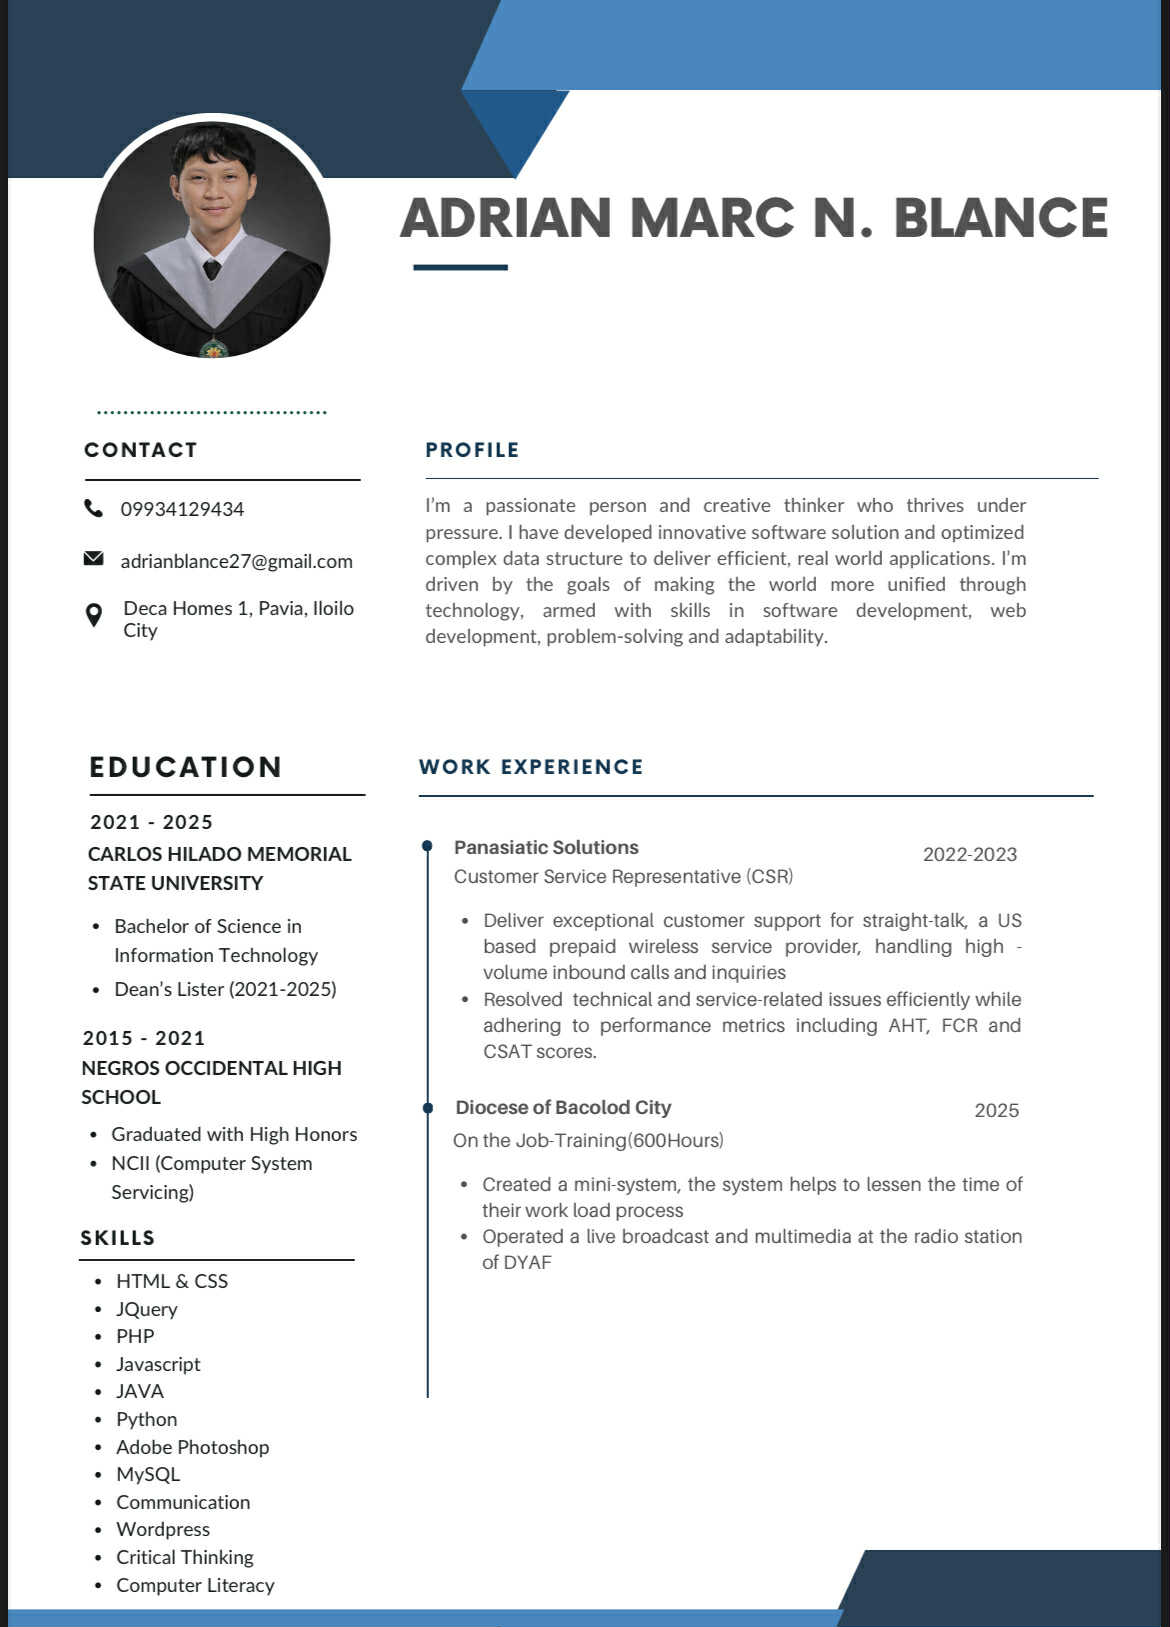 ADRIAN MARC N. BLANCE
CONTACT
09934129434
adrianblance27@gmail.com
Deca Homes 1, Pavia, Iloilo
City
PROFILE
I'm a passionate person and creative thinker who thrives under
pressure. I have developed innovative software solution and optimized
complex data structure to deliver efficient, real world applications. I'm
driven by the goals of making the world more unified through
technology, armed with skills in software development, web
development, problem-solving and adaptability.
EDUCATION
2021 - 2025
CARLOS HILADO MEMORIAL
STATE UNIVERSITY
• Bachelor of Science in
Information Technology
• Dean's Lister (2021-2025)
2015 - 2021
NEGROS OCCIDENTAL HIGH
SCHOOL
• Graduated with High Honors
• NCII (Computer System
Servicing)
SKILLS
• HTML & CSS
• JQuery
• PHP
• Javascript
• JAVA
• Python
• Adobe Photoshop
• MySQL
• Communication
• Wordpress
• Critical Thinking
• Computer Literacy
WORK EXPERIENCE
Panasiatic Solutions
2022-2023
Customer Service Representative (CSR)
• Deliver exceptional customer support for straight-talk, a US
based prepaid wireless service provider, handling high -
volume inbound calls and inquiries
• Resolved technical and service-related issues efficiently while
adhering to performance metrics including AHT, FCR and
CSAT scores.
Diocese of Bacolod City
2025
On the Job-Training(600Hours)
• Created a mini-system, the system helps to lessen the time of
their work load process
• Operated a live broadcast and multimedia at the radio station
of DYAF